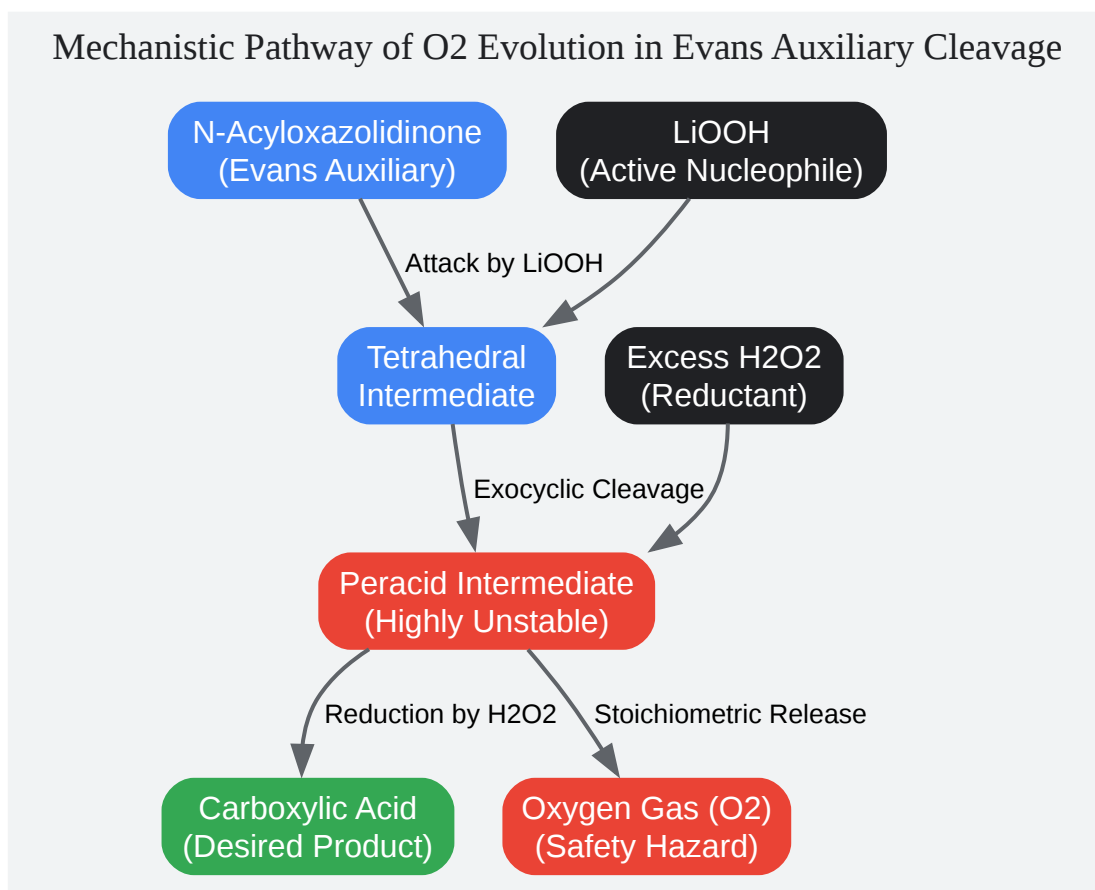 Mechanistic Pathway of O2 Evolution in Evans Auxiliary Cleavage
N-Acyloxazolidinone
(Evans Auxiliary)
LiOOH
(Active Nucleophile)
Attack by LiOOH
Tetrahedral
Intermediate
Excess H2O2
(Reductant)
Exocyclic Cleavage
Peracid Intermediate
(Highly Unstable)
Reduction by H2O2
Stoichiometric Release
Carboxylic Acid
(Desired Product)
Oxygen Gas (O2)
(Safety Hazard)